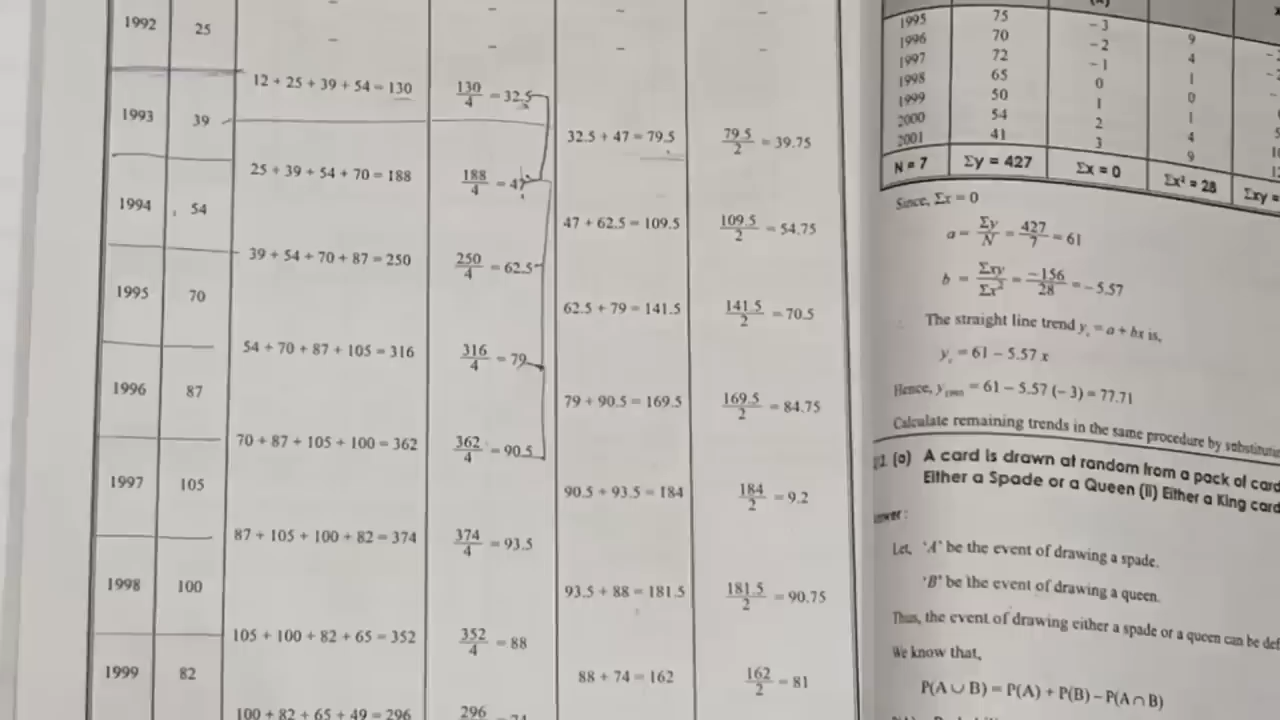 1992 25 – – – –
– – – –
12 + 25 + 39 + 54 = 130 130/4 = 32.5
1993 39 32.5 + 47 = 79.5 79.5/2 = 39.75
25 + 39 + 54 + 70 = 188 188/4 = 47
1994 54 47 + 62.5 = 109.5 109.5/2 = 54.75
39 + 54 + 70 + 87 = 250 250/4 = 62.5
1995 70 62.5 + 79 = 141.5 141.5/2 = 70.5
54 + 70 + 87 + 105 = 316 316/4 = 79
1996 87 79 + 90.5 = 169.5 169.5/2 = 84.75
70 + 87 + 105 + 100 = 362 362/4 = 90.5
1997 105 90.5 + 93.5 = 184 184/2 = 9.2
87 + 105 + 100 + 82 = 374 374/4 = 93.5
1998 100 93.5 + 88 = 181.5 181.5/2 = 90.75
105 + 100 + 82 + 65 = 352 352/4 = 88
1999 82 88 + 74 = 162 162/2 = 81
100 + 82 + 65 + 49 = 296 296
1995 75 –3 9
1996 70 –2 4
1997 72 –1 1
1998 65 0 0
1999 50 1 1
2000 54 2 4
2001 41 3 9
N = 7 Σy = 427 Σx = 0 Σx² = 28 Σxy =
Since, Σx = 0
a = Σy/N = 427/7 = 61
b = Σxy/Σx² = –156/28 = – 5.57
The straight line trend yc = a + bx is,
yc = 61 – 5.57 x
Hence, y = 61 – 5.57 (– 3) = 77.71
Calculate remaining trends in the same procedure by
(a) A card is drawn at random from a pack of card
Either a Spade or a Queen (ii) Either a King card
Let, 'A' be the event of drawing a spade.
'B' be the event of drawing a queen.
Thus, the event of drawing either a spade or a queen can be
We know that,
P(A ∪ B) = P(A) + P(B) – P(A ∩ B)